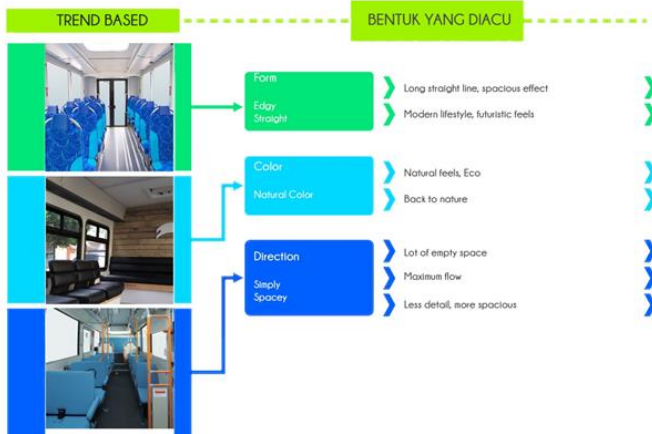 TREND BASED
BENTUK YANG DIACU
Form
Edgy
Straight
Long straight line, spacious effect
Modern lifestyle, futuristic feels
Color
Natural Color
Natural feels, Eco
Back to nature
Direction
Simply
Spacey
Lot of empty space
Maximum flow
Less detail, more spacious